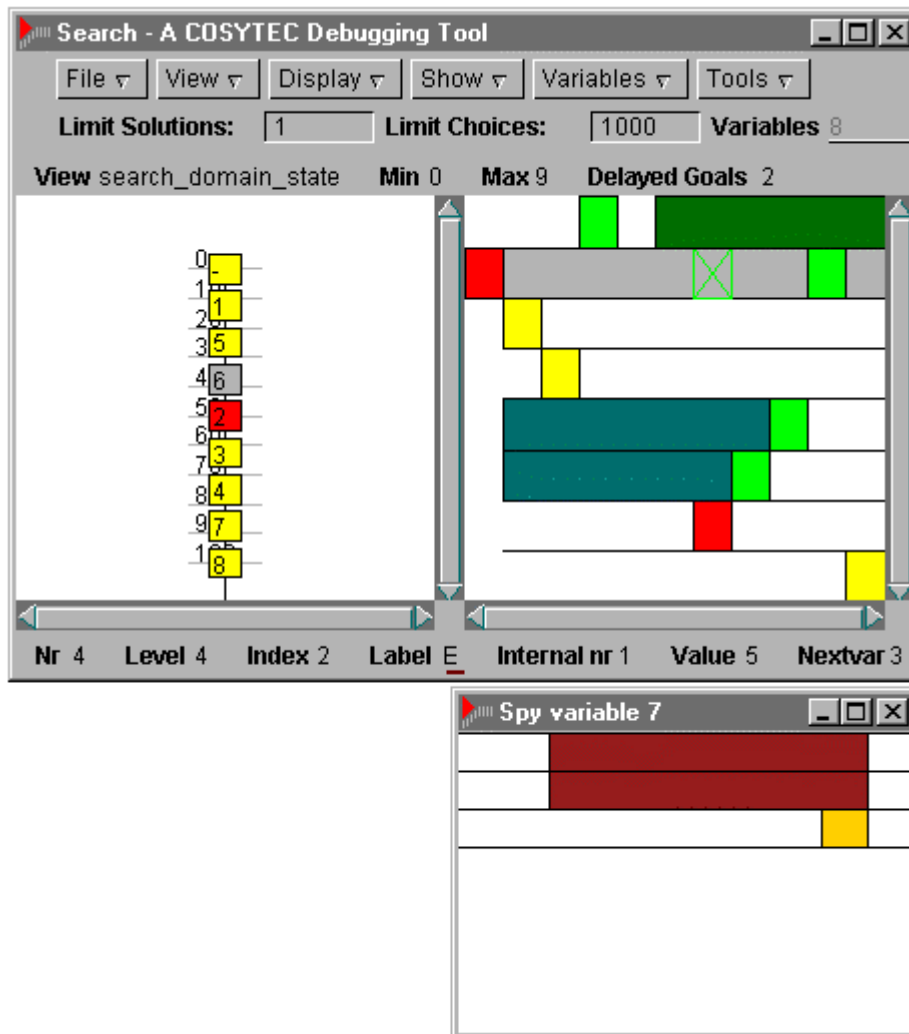 Search - A COSYTEC Debugging Tool
File View Display Show Variables Tools
Limit Solutions: 1 Limit Choices: 1000 Variables 8
View search_domain_state Min 0 Max 9 Delayed Goals 2
0 -
1 1
2
3 5
4 6
5 2
6
7 3
8 4
9 7
8
Nr 4 Level 4 Index 2 Label E Internal nr 1 Value 5 Nextvar 3
Spy variable 7